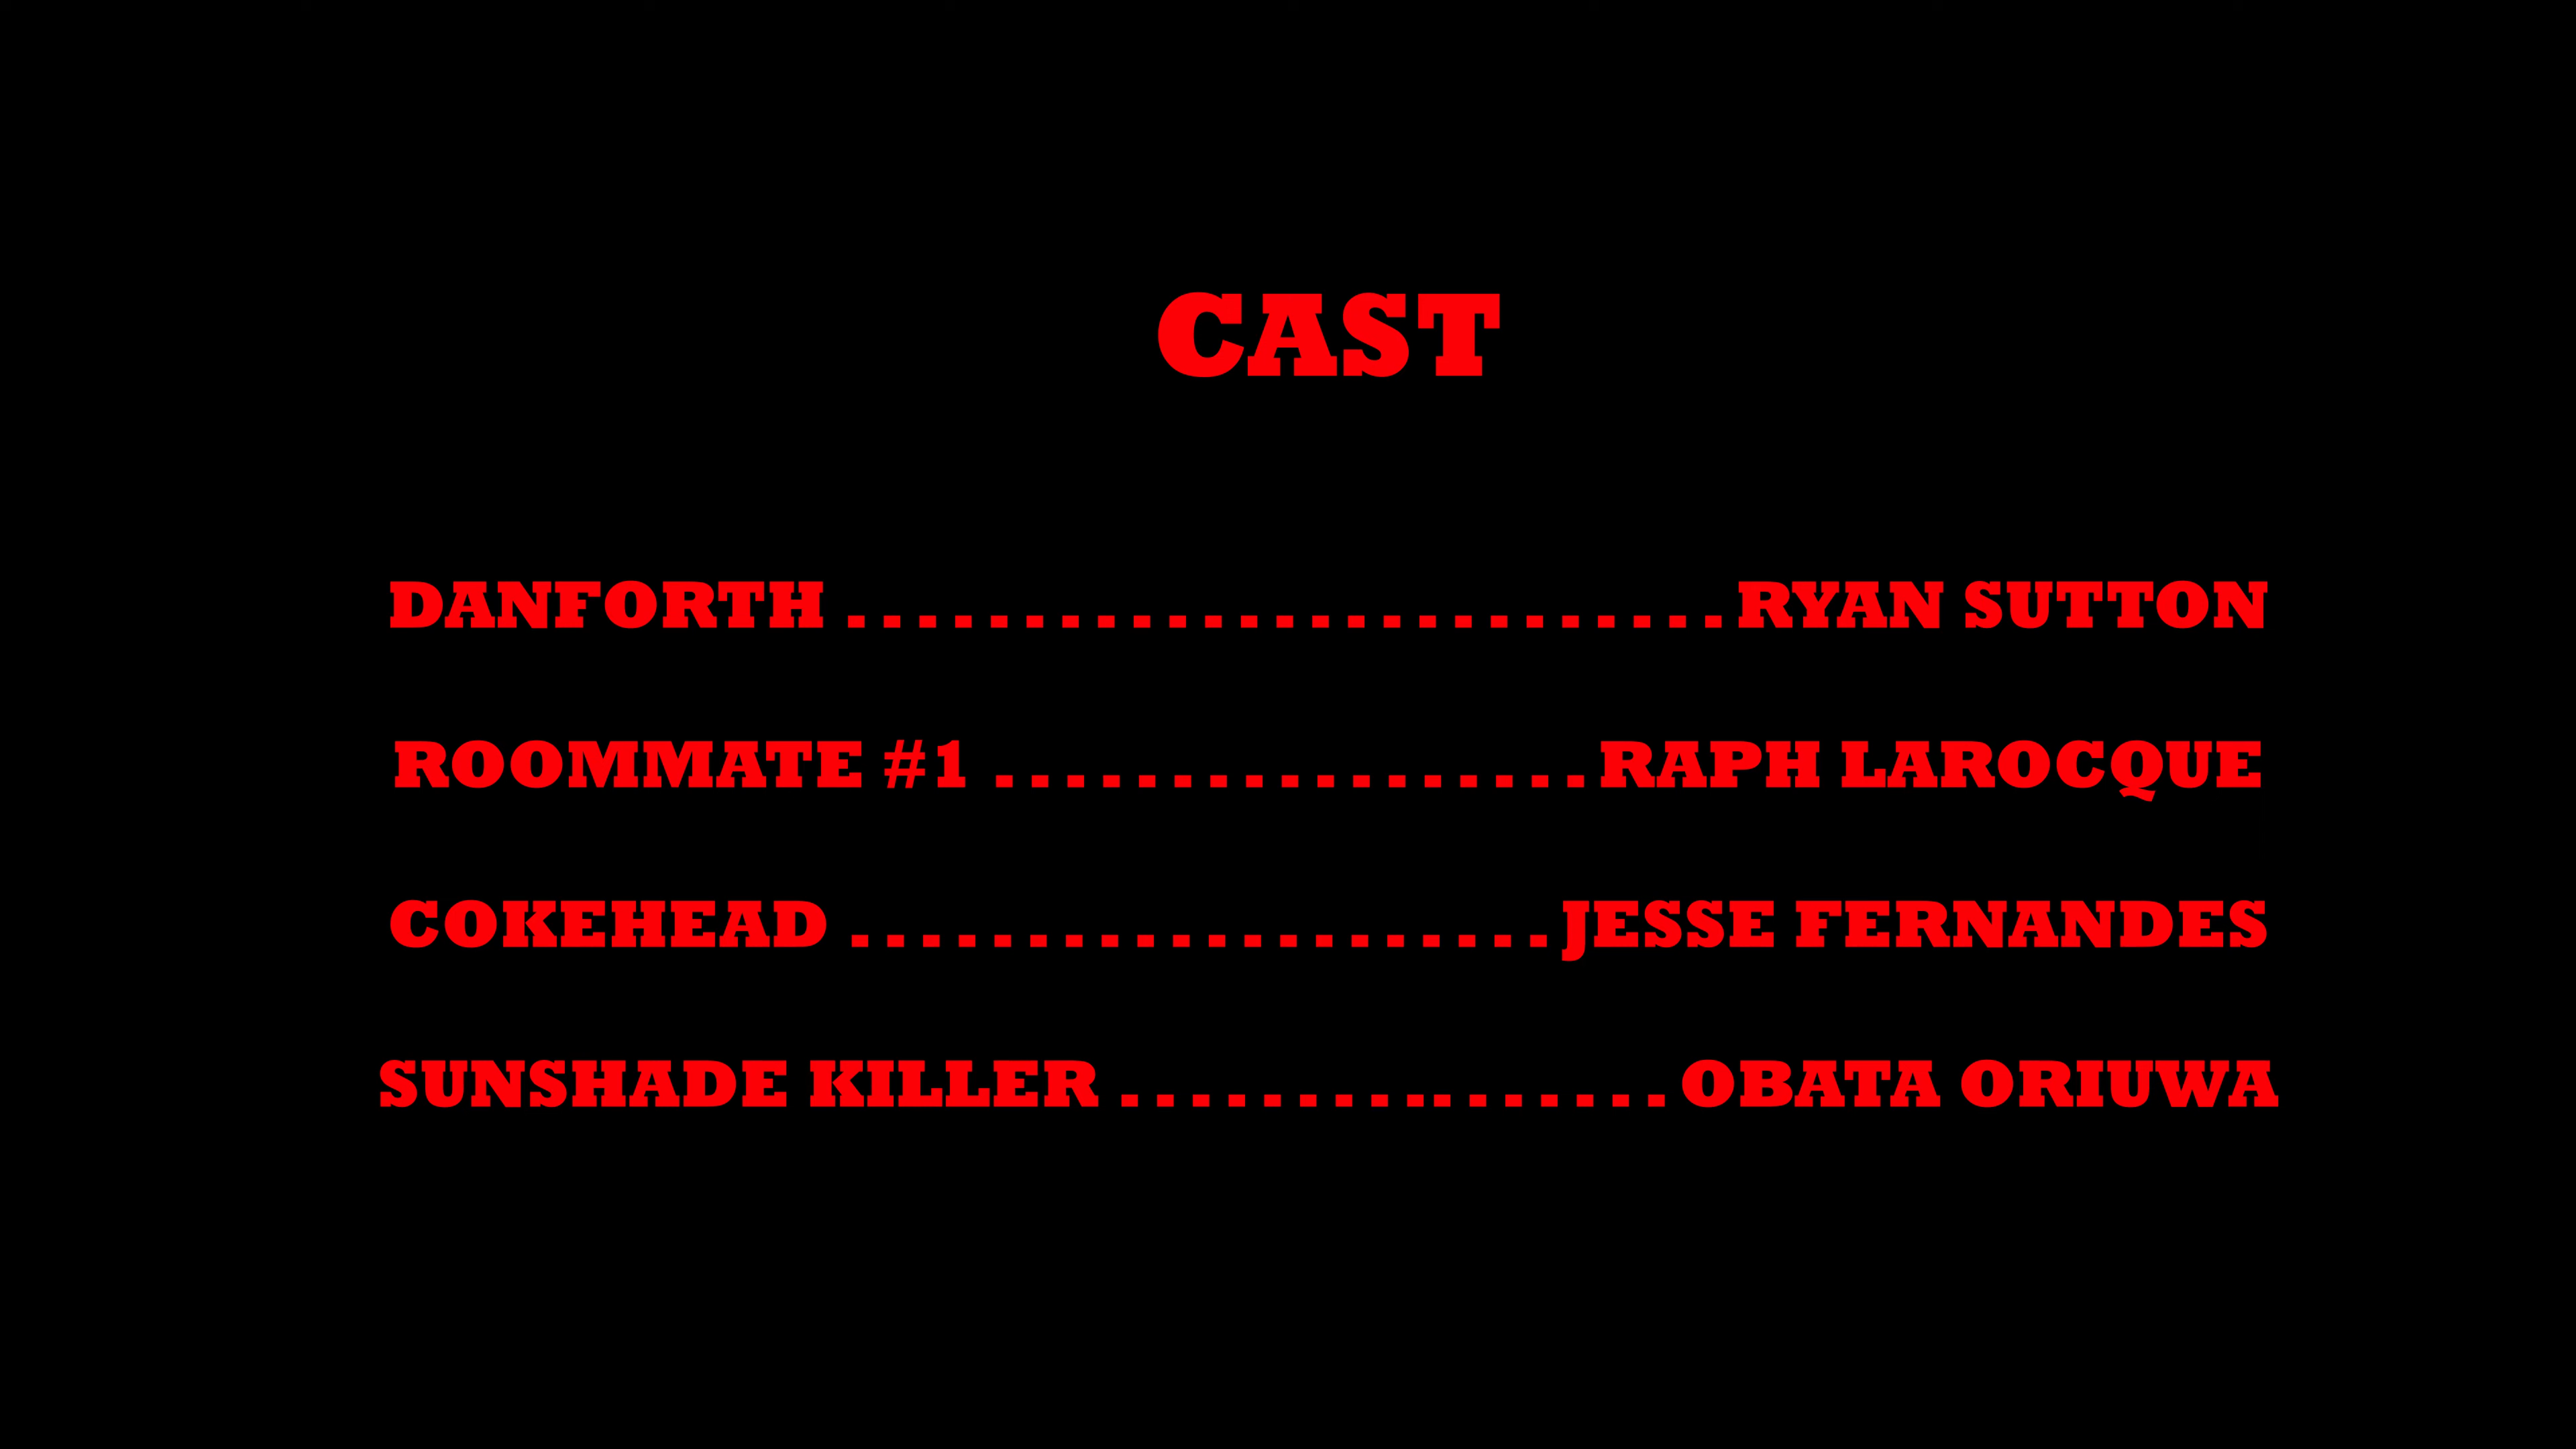 CAST
DANFORTH . . . . . . . . . . . . . . . . . . . . . . . . . RYAN SUTTON
ROOMMATE #1 . . . . . . . . . . . . . . . . . RAPH LAROCQUE
COKEHEAD . . . . . . . . . . . . . . . . . . . . JESSE FERNANDES
SUNSHADE KILLER . . . . . . . . .. . . . . . . OBATA ORIUWA